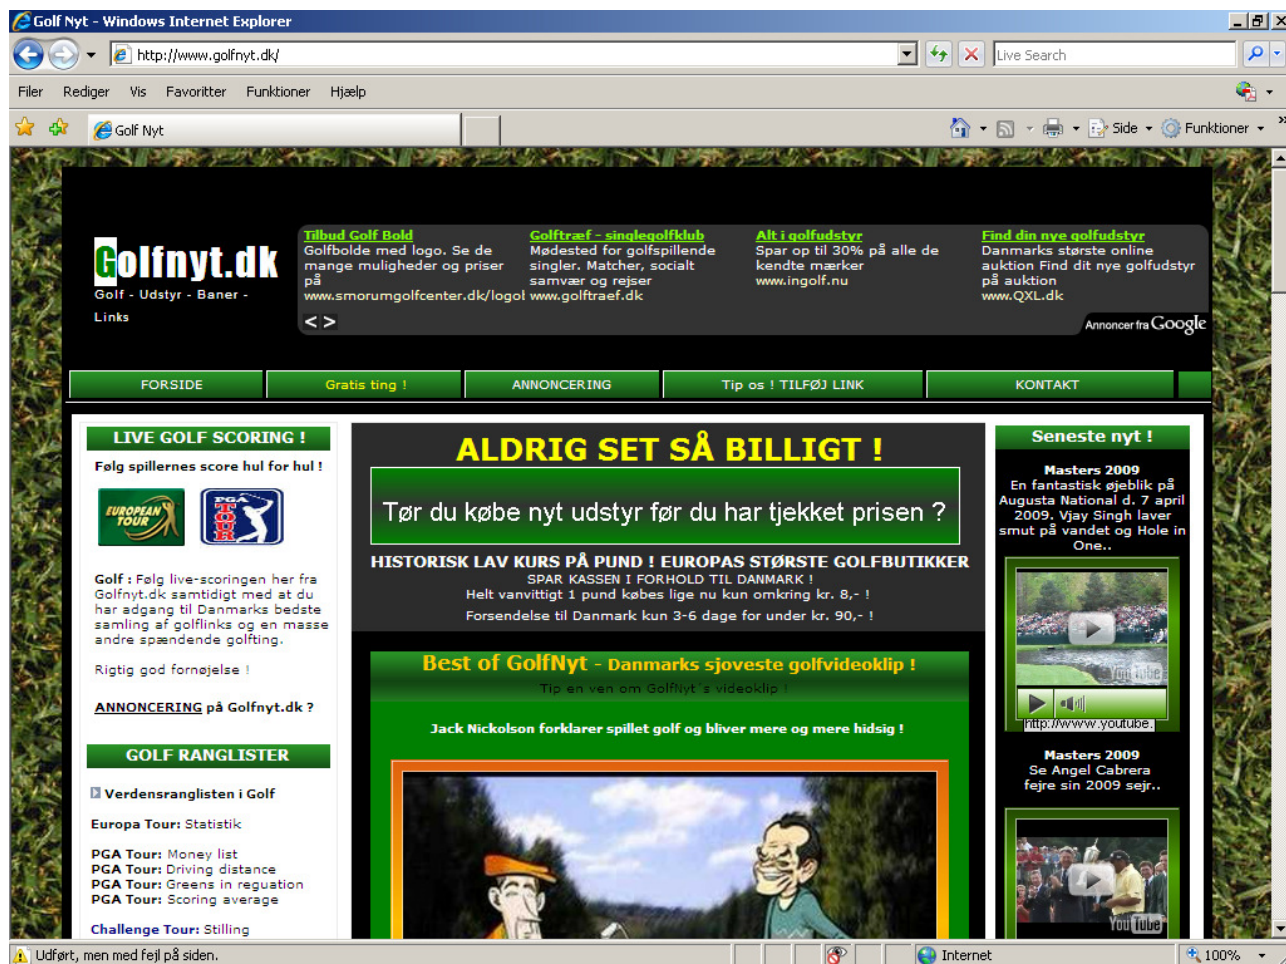 Golf Nyt - Windows Internet Explorer
http://www.golfnyt.dk/
Live Search
Filer Rediger Vis Favoritter Funktioner Hjælp
Golf Nyt
Side Funktioner
Golfnyt.dk
Golf - Udstyr - Baner -
Links
Tilbud Golf Bold
Golfbolde med logo. Se de
mange muligheder og priser
på
www.smorumgolfcenter.dk/logol
Golftræf - singlegolfklub
Mødested for golfspillende
singler. Matcher, socialt
samvær og rejser
www.golftraef.dk
Alt i golfudstyr
Spar op til 30% på alle de
kendte mærker
www.ingolf.nu
Find din nye golfudstyr
Danmarks største online
auktion Find dit nye golfudstyr
på auktion
www.QXL.dk
< >
Annoncer fra Google
FORSIDE
Gratis ting !
ANNONCERING
Tip os ! TILFØJ LINK
KONTAKT
LIVE GOLF SCORING !
Følg spillernes score hul for hul !
EUROPEAN
TOUR
PGA
TOUR
Golf : Følg live-scoringen her fra
Golfnyt.dk samtidigt med at du
har adgang til Danmarks bedste
samling af golflinks og en masse
andre spændende golfting.
Rigtig god fornøjelse !
ANNONCERING på Golfnyt.dk ?
GOLF RANGLISTER
Verdensranglisten i Golf
Europa Tour: Statistik
PGA Tour: Money list
PGA Tour: Driving distance
PGA Tour: Greens in reguation
PGA Tour: Scoring average
Challenge Tour: Stilling
ALDRIG SET SÅ BILLIGT !
Tør du købe nyt udstyr før du har tjekket prisen ?
HISTORISK LAV KURS PÅ PUND ! EUROPAS STØRSTE GOLFBUTIKKER
SPAR KASSEN I FORHOLD TIL DANMARK !
Helt vanvittigt 1 pund købes lige nu kun omkring kr. 8,- !
Forsendelse til Danmark kun 3-6 dage for under kr. 90,- !
Best of GolfNyt - Danmarks sjoveste golfvideoklip !
Tip en ven om GolfNyt´s videoklip !
Jack Nickolson forklarer spillet golf og bliver mere og mere hidsig !
Seneste nyt !
Masters 2009
En fantastisk øjeblik på
Augusta National d. 7 april
2009. Vjay Singh laver
smut på vandet og Hole in
One..
YouTube
http://www.youtube.
Masters 2009
Se Angel Cabrera
fejre sin 2009 sejr..
YouTube
Udført, men med fejl på siden.
Internet
100%